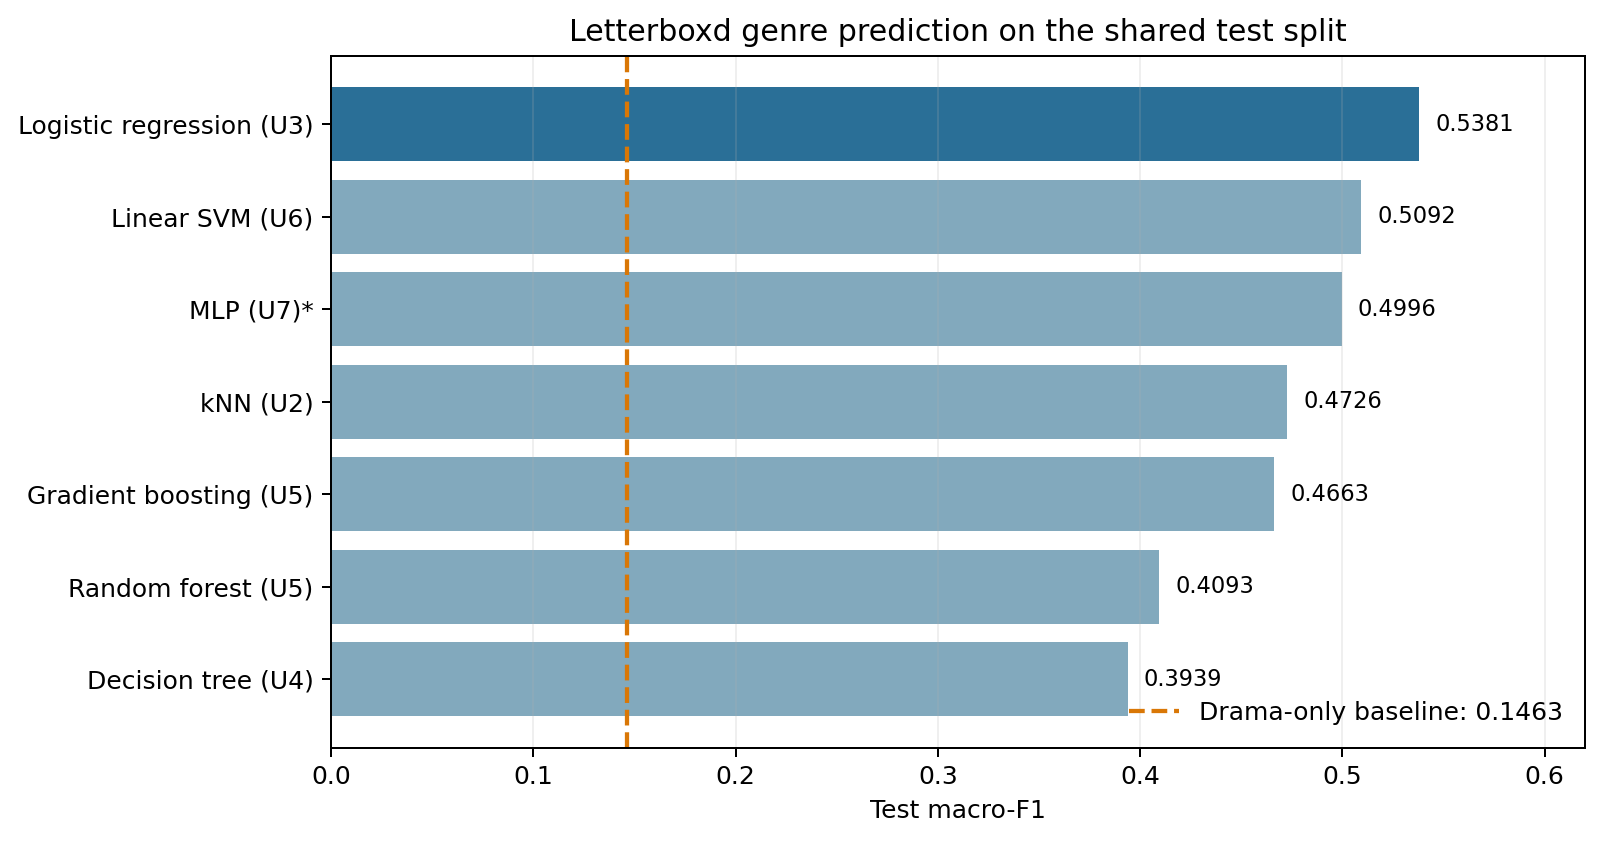 Letterboxd genre prediction on the shared test split
Logistic regression (U3)
0.5381
Linear SVM (U6)
0.5092
MLP (U7)*
0.4996
kNN (U2)
0.4726
Gradient boosting (U5)
0.4663
Random forest (U5)
0.4093
Decision tree (U4)
0.3939
Drama-only baseline: 0.1463
0.0 0.1 0.2 0.3 0.4 0.5 0.6
Test macro-F1